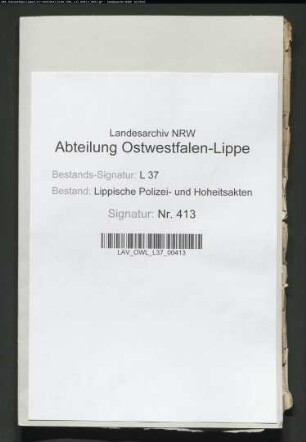 Landesarchiv NRW
Abteilung Ostwestfalen-Lippe
Bestands-Signatur: L 37
Bestand: Lippische Polizei- und Hoheitsakten
Signatur: Nr. 413
LAV_OWL_L37_00413